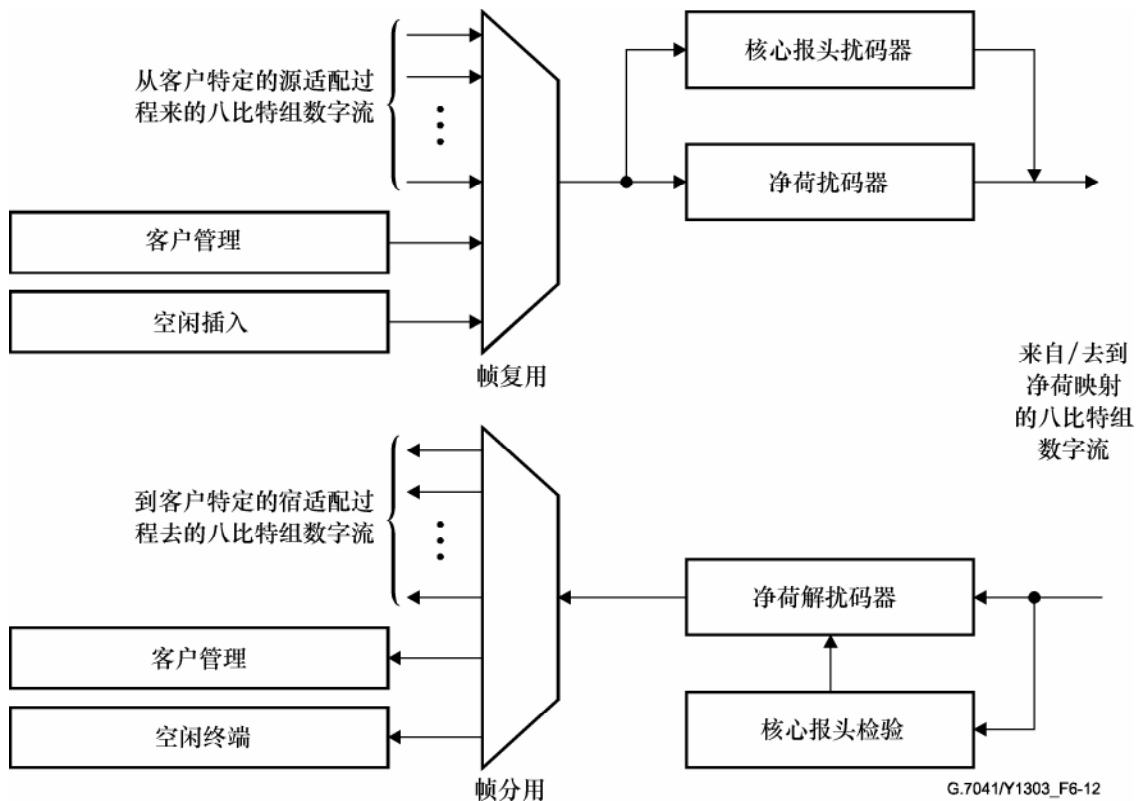 核心报头扰码器
从客户特定的源适配过
程来的八比特组数字流
净荷扰码器
客户管理
空闲插入
帧复用
来自/去到
净荷映射
的八比特组
数字流
到客户特定的宿适配过
程去的八比特组数字流
净荷解扰码器
客户管理
核心报头检验
空闲终端
帧分用
G.7041/Y1303_F6-12